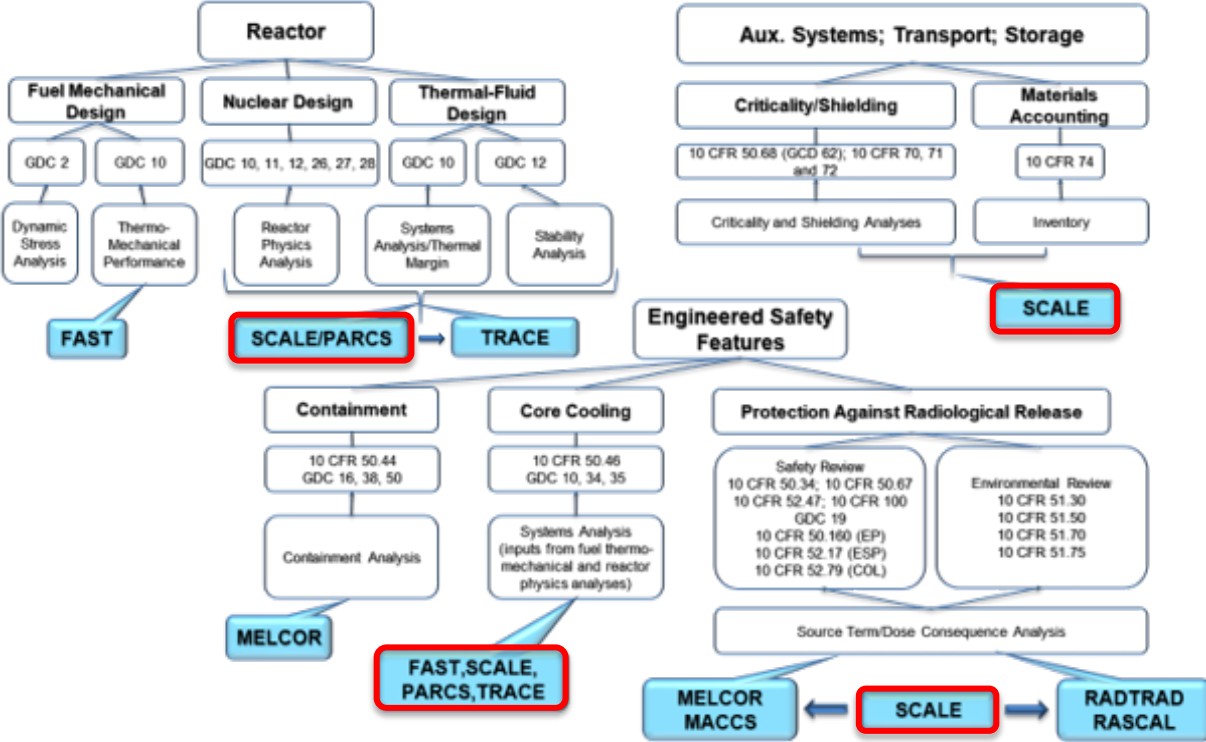 Reactor
Fuel Mechanical
Design
Nuclear Design
Thermal-Fluid
Design
GDC 2
GDC 10
GDC 10, 11, 12, 26, 27, 28
GDC 10
GDC 12
Dynamic
Stress
Analysis
Thermo-
Mechanical
Performance
Reactor
Physics
Analysis
Systems
Analysis/Thermal
Margin
Stability
Analysis
FAST
SCALE/PARCS
TRACE
Aux. Systems; Transport; Storage
Criticality/Shielding
Materials
Accounting
10 CFR 50.68 (GCD 62); 10 CFR 70, 71
and 72
10 CFR 74
Criticality and Shielding Analyses
Inventory
SCALE
Engineered Safety
Features
Containment
Core Cooling
Protection Against Radiological Release
10 CFR 50.44
GDC 16, 38, 50
10 CFR 50.46
GDC 10, 34, 35
Safety Review
10 CFR 50.34; 10 CFR 50.67
10 CFR 52.47; 10 CFR 100
GDC 19
10 CFR 50.160 (EP)
10 CFR 52.17 (ESP)
10 CFR 52.79 (COL)
Environmental Review
10 CFR 51.30
10 CFR 51.50
10 CFR 51.70
10 CFR 51.75
Containment Analysis
Systems Analysis
(inputs from fuel thermo-
mechanical and reactor
physics analyses)
Source Term/Dose Consequence Analysis
MELCOR
FAST,SCALE,
PARCS,TRACE
MELCOR
MACCS
SCALE
RADTRAD
RASCAL